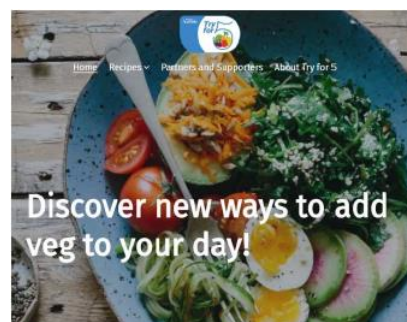 Try
for 5
Home Recipes Partners and Supporters About Try for 5
Discover new ways to add
veg to your day!